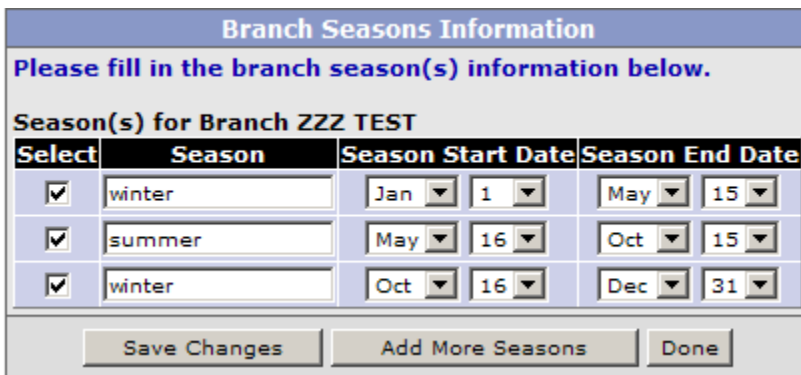 Branch Seasons Information
Please fill in the branch season(s) information below.
Season(s) for Branch ZZZ TEST
Select Season Season Start Date Season End Date
winter Jan 1 May 15
summer May 16 Oct 15
winter Oct 16 Dec 31
Save Changes Add More Seasons Done